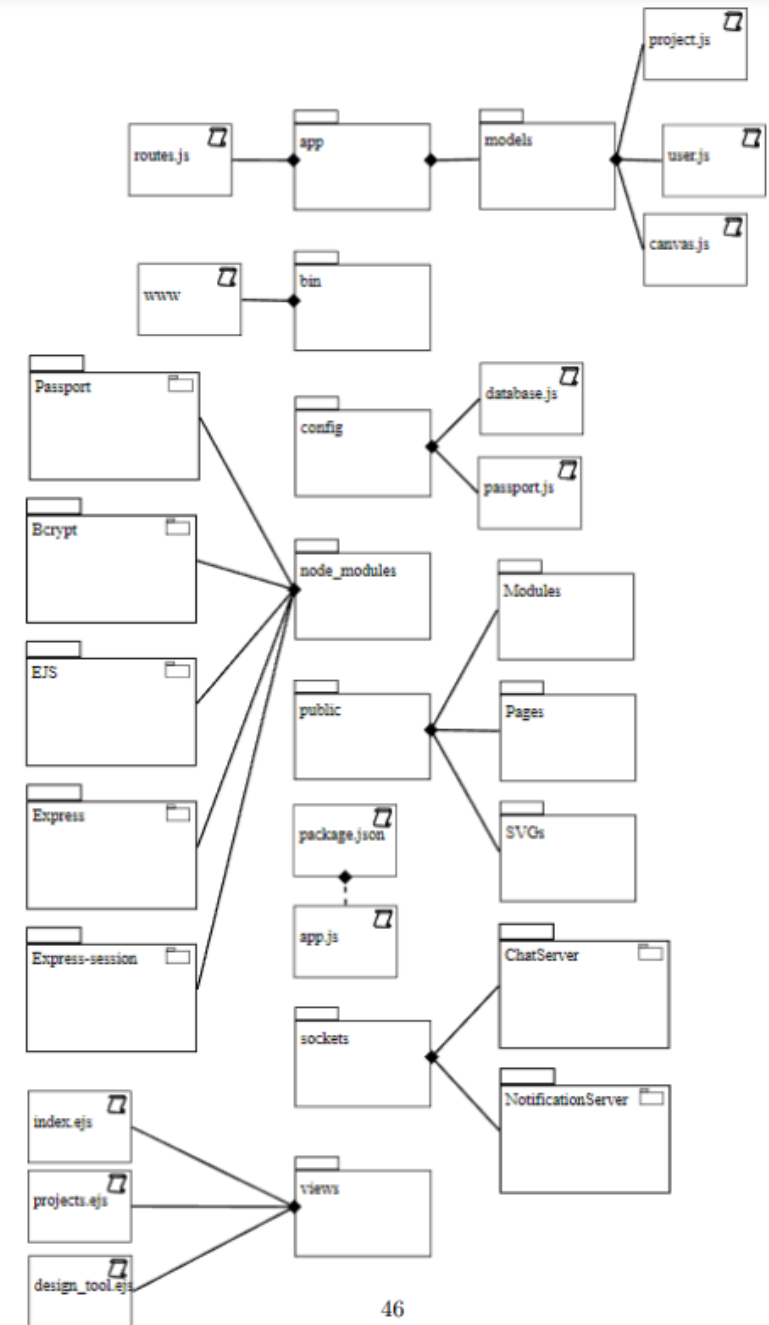 project.js
routes.js
app
models
user.js
canvas.js
www
bin
Passport
database.js
config
passport.js
Bcrypt
node_modules
Modules
EJS
public
Pages
Express
package.json
SVGs
app.js
Express-session
ChatServer
sockets
NotificationServer
index.ejs
views
projects.ejs
design_tool.ejs
46